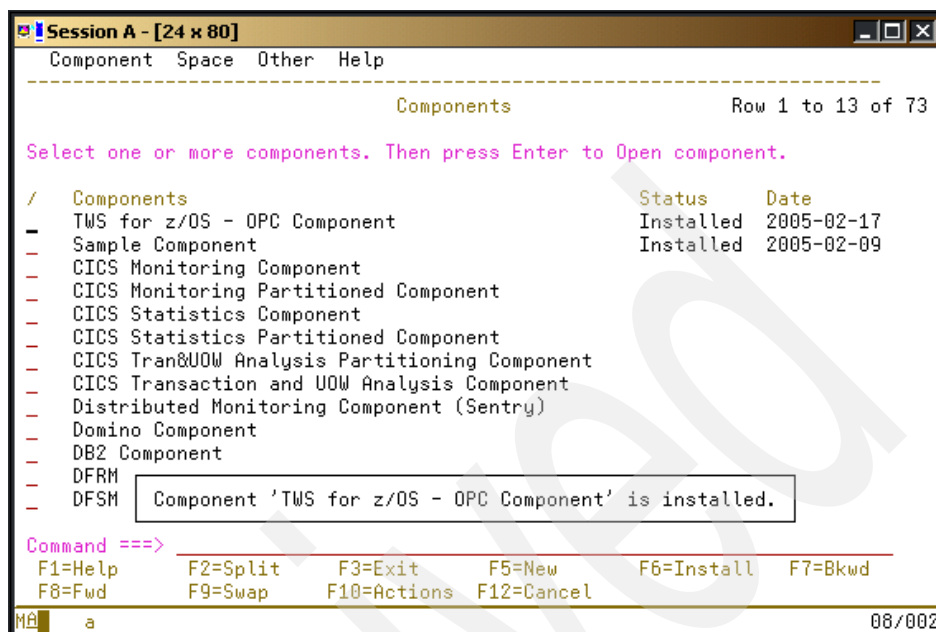 Session A - [24 x 80]
Component Space Other Help
Components Row 1 to 13 of 73
Select one or more components. Then press Enter to Open component.
/ Components Status Date
_ TWS for z/OS - OPC Component Installed 2005-02-17
_ Sample Component Installed 2005-02-09
_ CICS Monitoring Component
_ CICS Monitoring Partitioned Component
_ CICS Statistics Component
_ CICS Statistics Partitioned Component
_ CICS Tran&UOW Analysis Partitioning Component
_ CICS Transaction and UOW Analysis Component
_ Distributed Monitoring Component (Sentry)
_ Domino Component
_ DB2 Component
_ DFRM
_ DFSM Component 'TWS for z/OS - OPC Component' is installed.
Command ===>
F1=Help F2=Split F3=Exit F5=New F6=Install F7=Bkwd
F8=Fwd F9=Swap F10=Actions F12=Cancel
MA a 08/002